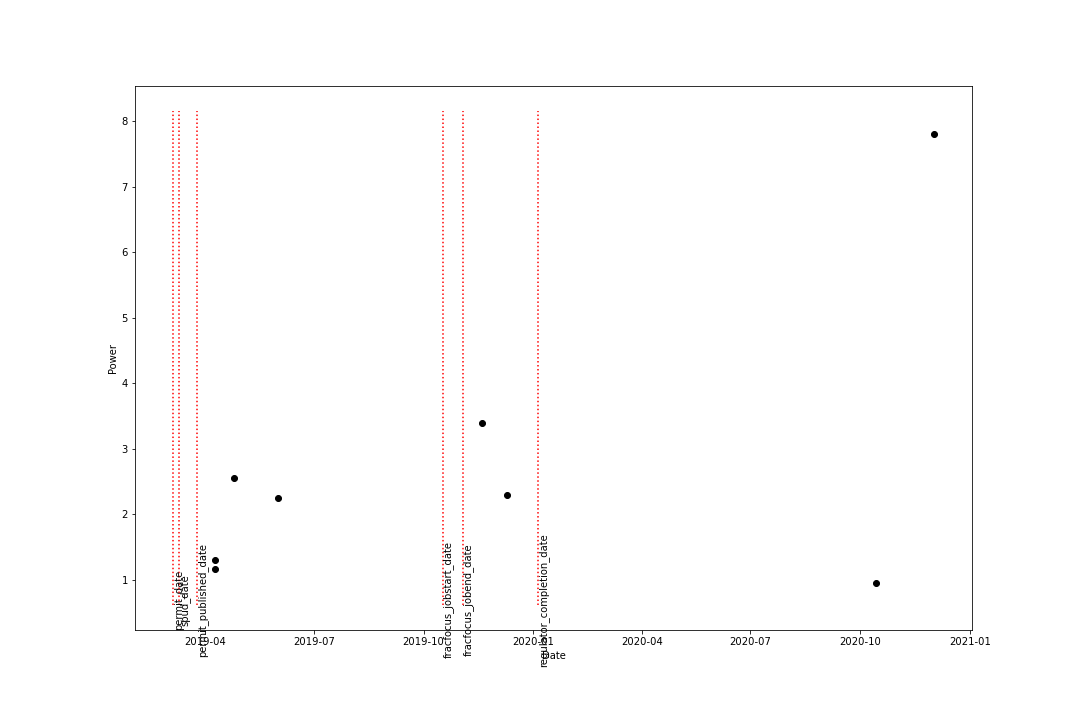 8
7
6
5
4
3
2
1
Power
permit_date
spud_date
permit_published_date
fracfocus_jobstart_date
fracfocus_jobend_date
regulator_completion_date
2019-04
2019-07
2019-10
2020-01
2020-04
2020-07
2020-10
2021-01
Date